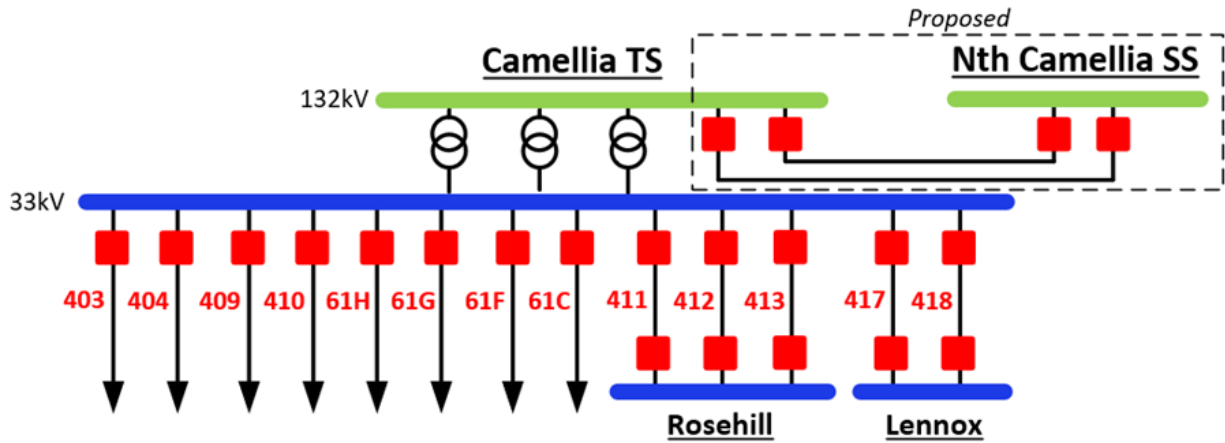 Proposed
Camellia TS
Nth Camellia SS
132kV
33kV
403
404
409
410
61H
61G
61F
61C
411
412
413
417
418
Rosehill
Lennox